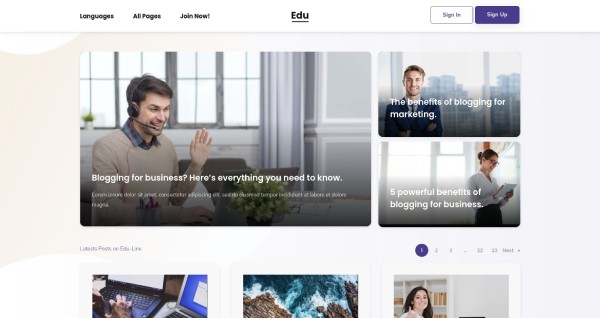 Languages All Pages Join Now! Edu Sign In Sign Up
Blogging for business? Here's everything you need to know.
Lorem ipsum dolor sit amet, consectetur adipiscing elit, sed do eiusmod tempor incididunt ut labore et dolore
magna.
The benefits of blogging for
marketing.
5 powerful benefits of
blogging for business.
Latests Posts on Edu-Line 1 2 3 ... 32 33 Next »